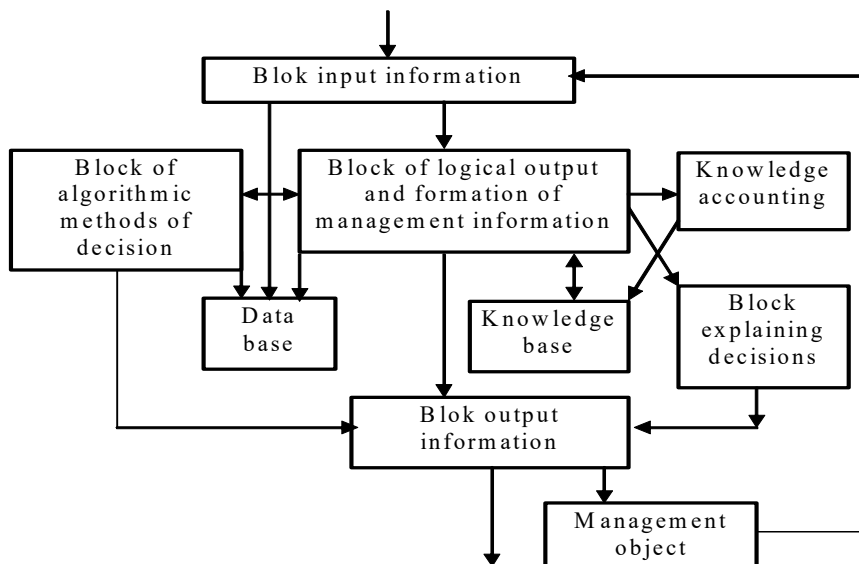 Blok input information
Block of
algorithmic
methods of
decision
Block of logical output
and formation of
management information
Knowledge
accounting
Data
base
Knowledge
base
Block
explaining
decisions
Blok output
information
Management
object